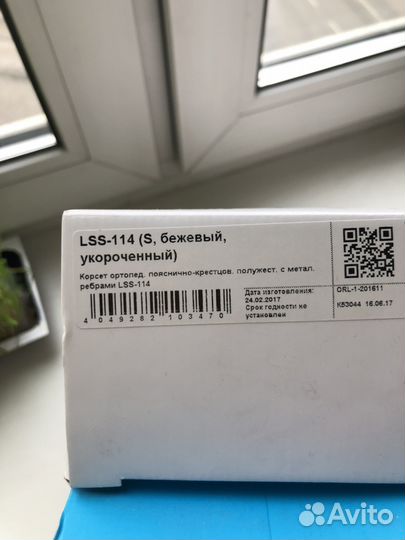 LSS-114 (S, бежевый,
укороченный)
Корсет ортопед. пояснично-крестцов. полужест. с метал.
ребрами LSS-114
4 049282 103470
Дата изготовления:
24.02.2017
Срок годности не
установлен
ORL-1-201611
K53044 16.06.17
Avito